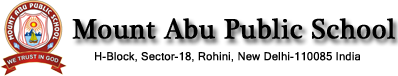 MOUNT ABU PUBLIC SCHOOL
WE TRUST IN GOD
Mount Abu Public School
H-Block, Sector-18, Rohini, New Delhi-110085 India